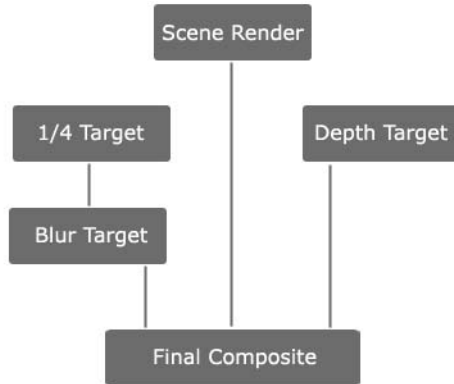 Scene Render
1/4 Target
Depth Target
Blur Target
Final Composite